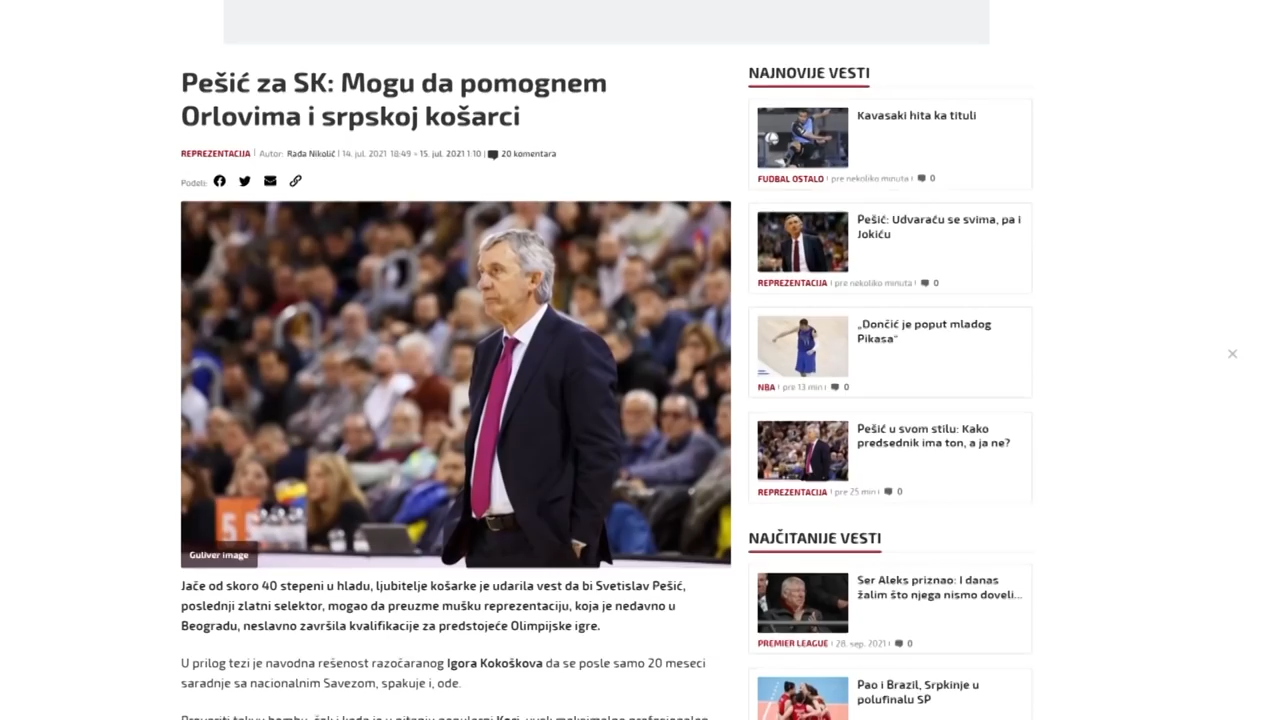 Pešić za SK: Mogu da pomognem
Orlovima i srpskoj košarci
REPREZENTACIJA | Autor: Rada Nikolić | 14. jul. 2021 18:49 > 15. jul. 2021 1:10 | 20 komentara
Podeli:
Guliver image
Jače od skoro 40 stepeni u hladu, ljubitelje košarke je udarila vest da bi Svetislav Pešić,
poslednji zlatni selektor, mogao da preuzme mušku reprezentaciju, koja je nedavno u
Beogradu, neslavno završila kvalifikacije za predstojeće Olimpijske igre.
U prilog tezi je navodna rešenost razočaranog Igora Kokoškova da se posle samo 20 meseci
saradnje sa nacionalnim Savezom, spakuje i, ode.
NAJNOVIJE VESTI
Kavasaki hita ka tituli
FUDBAL OSTALO | pre nekoliko minuta | 0
Pešić: Udvaraću se svima, pa i
Jokiću
REPREZENTACIJA | pre nekoliko minuta | 0
„Dončić je poput mladog
Pikasa“
NBA | pre 13 min | 0
Pešić u svom stilu: Kako
predsednik ima ton, a ja ne?
REPREZENTACIJA | pre 25 min | 0
NAJČITANIJE VESTI
Ser Aleks priznao: I danas
žalim što njega nismo doveli...
PREMIER LEAGUE | 28. sep. 2021 | 0
Pao i Brazil, Srpkinje u
polufinalu SP